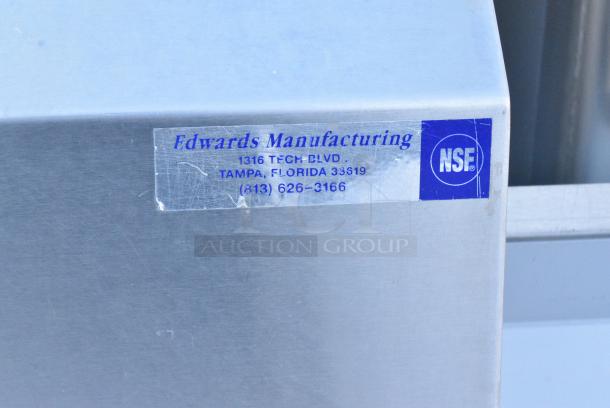 Edwards Manufacturing
1316 TECH BLVD.
TAMPA, FLORIDA 33619
(813) 626-3166
NSF®
AUCTION GROUP